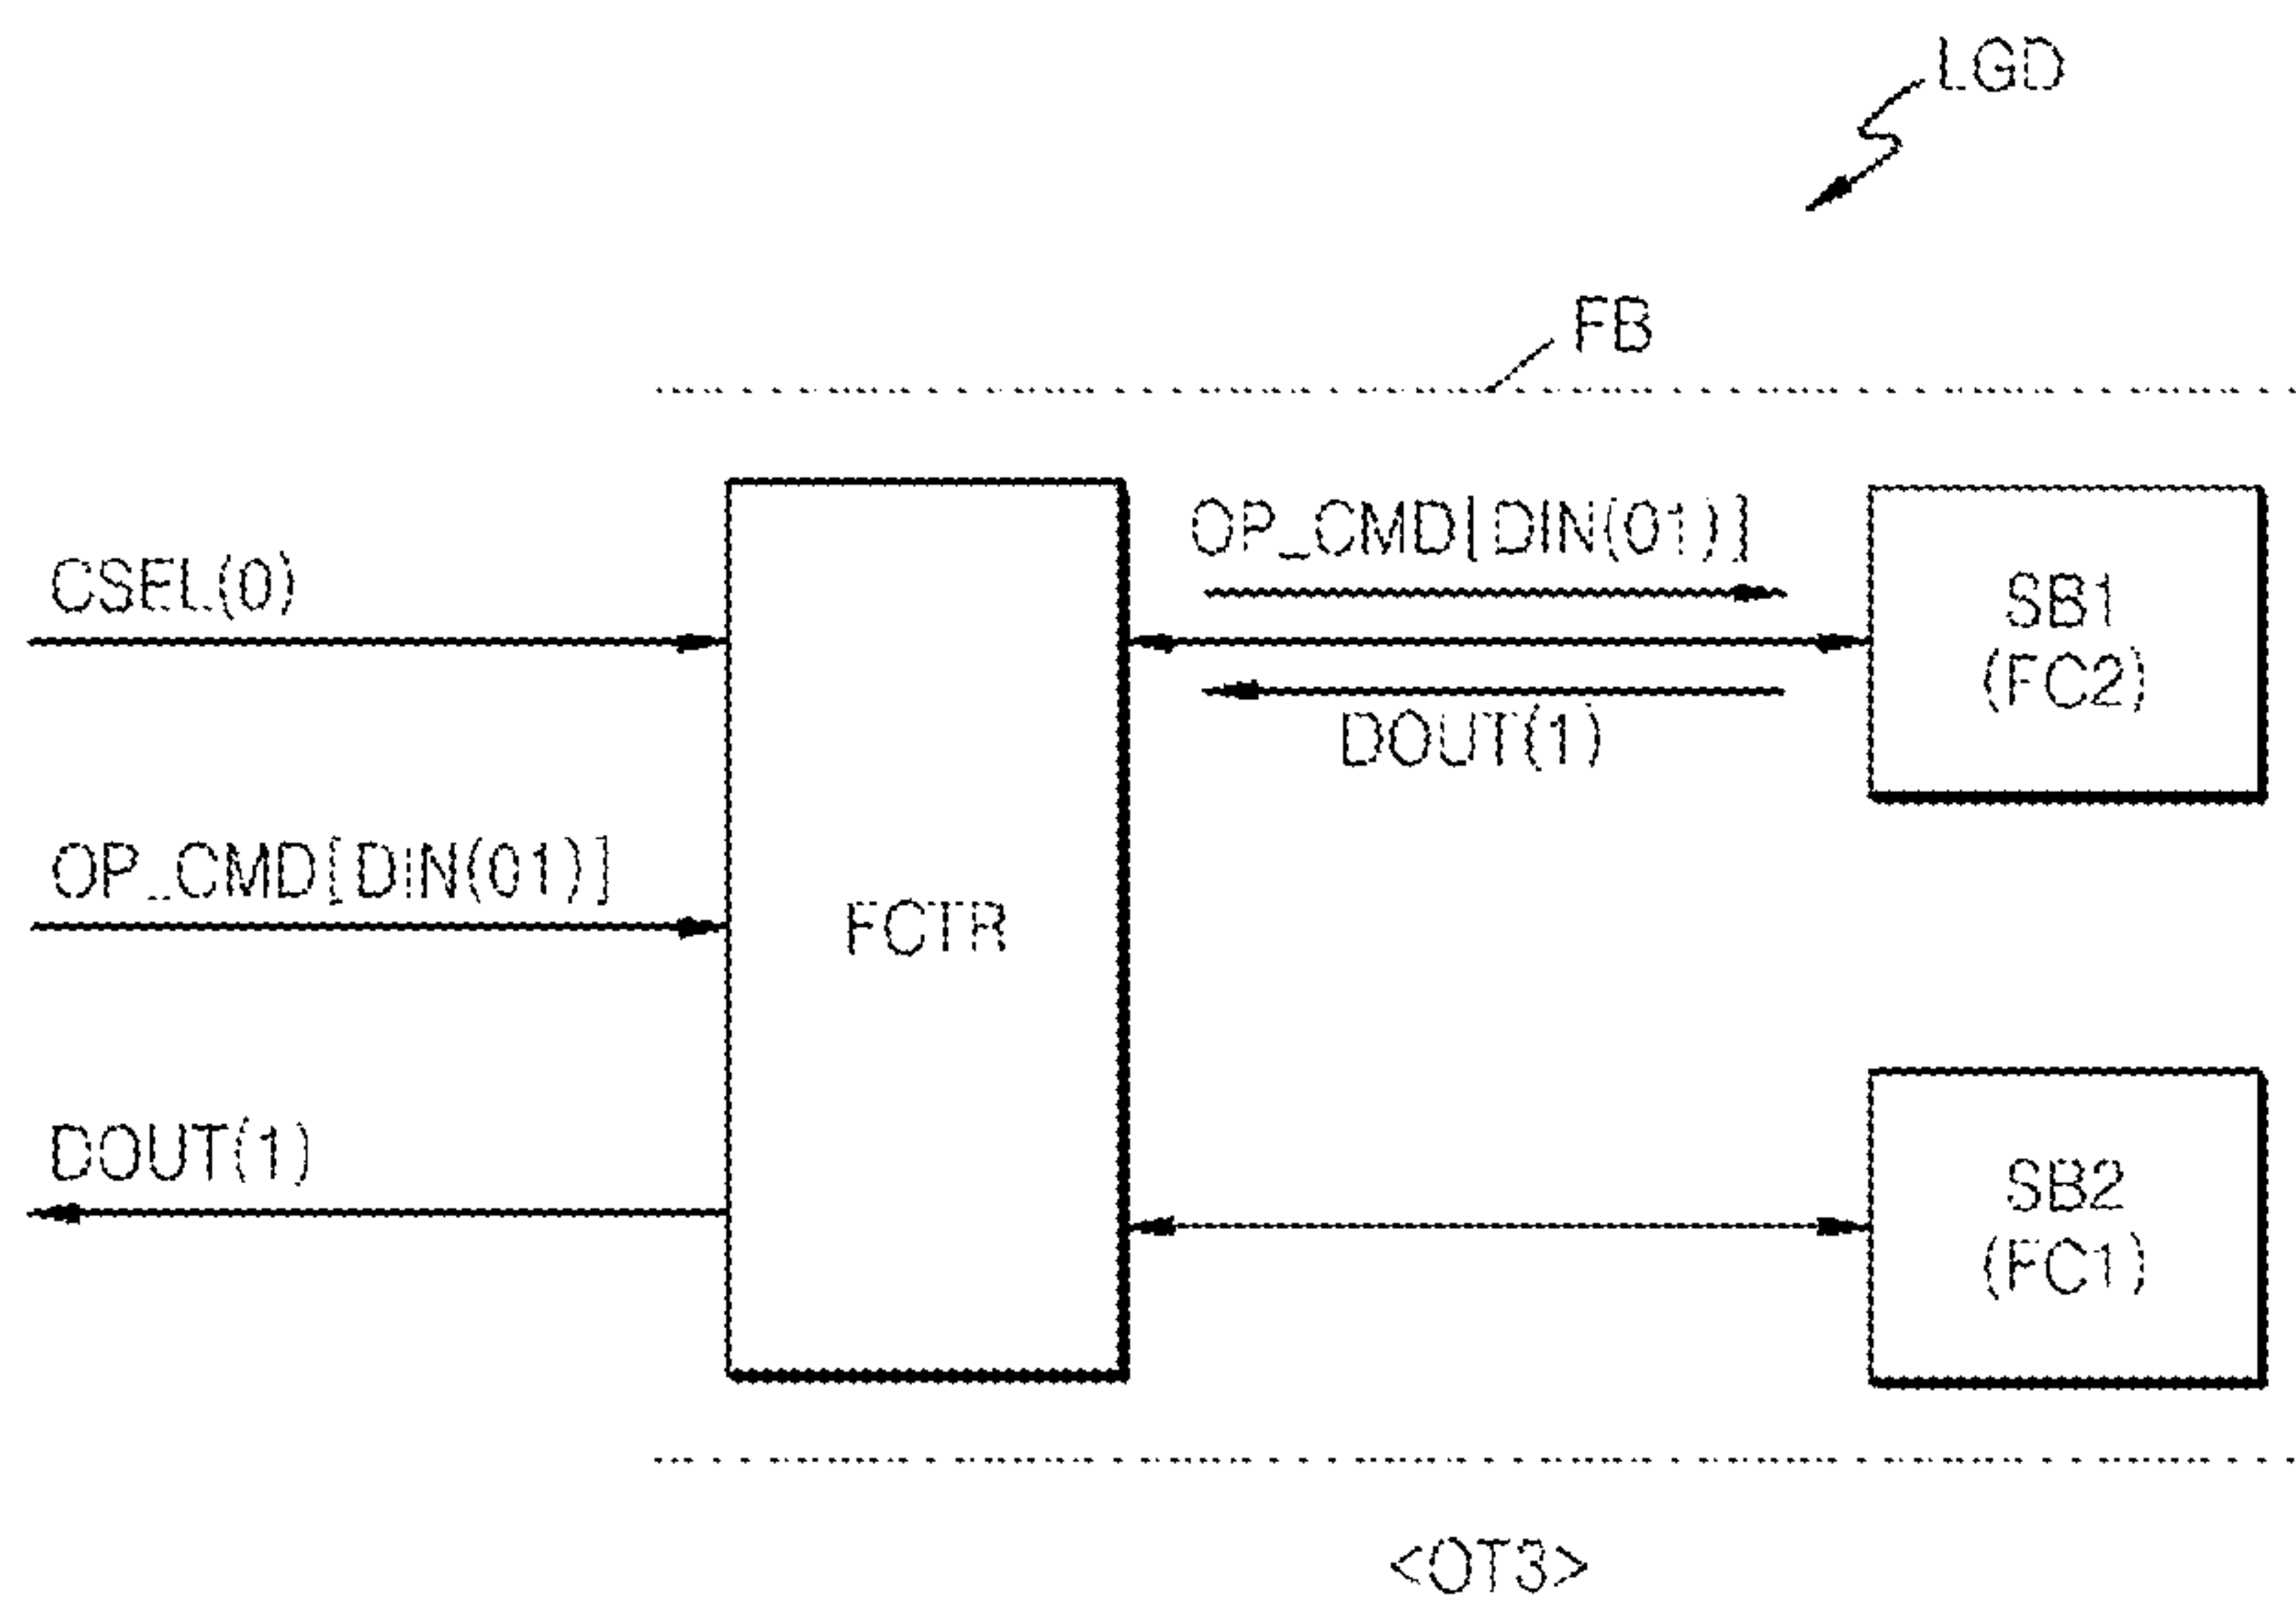 LGD
FB
OP_CMD[DIN(01)]
CSEL(0)
SB1
(FC2)
DOUT(1)
OP_CMD[DIN(01)]
FCTR
DOUT(1)
SB2
(FC1)
<OT3>